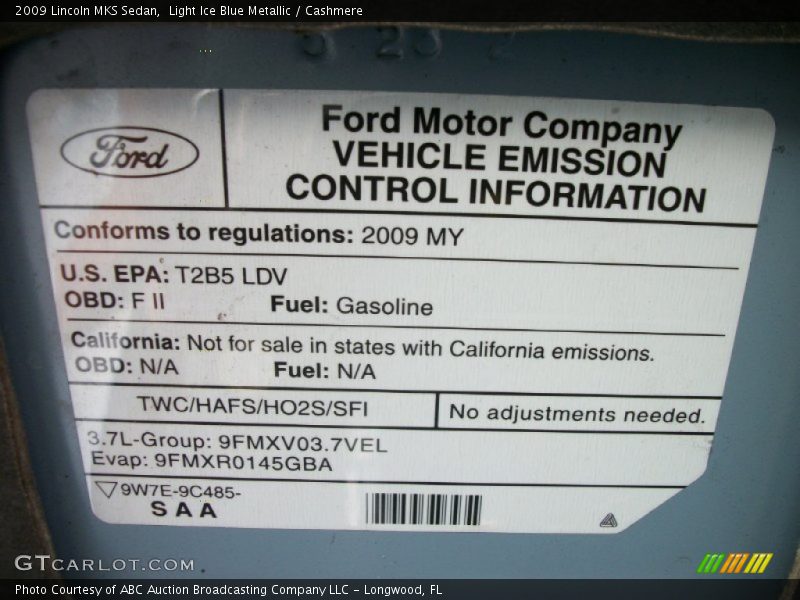 2009 Lincoln MKS Sedan,  Light Ice Blue Metallic / Cashmere
Ford
Ford Motor Company
VEHICLE EMISSION
CONTROL INFORMATION
Conforms to regulations: 2009 MY
U.S. EPA: T2B5 LDV
OBD: F II Fuel: Gasoline
California: Not for sale in states with California emissions.
OBD: N/A Fuel: N/A
TWC/HAFS/HO2S/SFI No adjustments needed.
3.7L-Group: 9FMXV03.7VEL
Evap: 9FMXR0145GBA
9W7E-9C485-
SAA
GTCARLOT.COM
Photo Courtesy of ABC Auction Broadcasting Company LLC - Longwood, FL